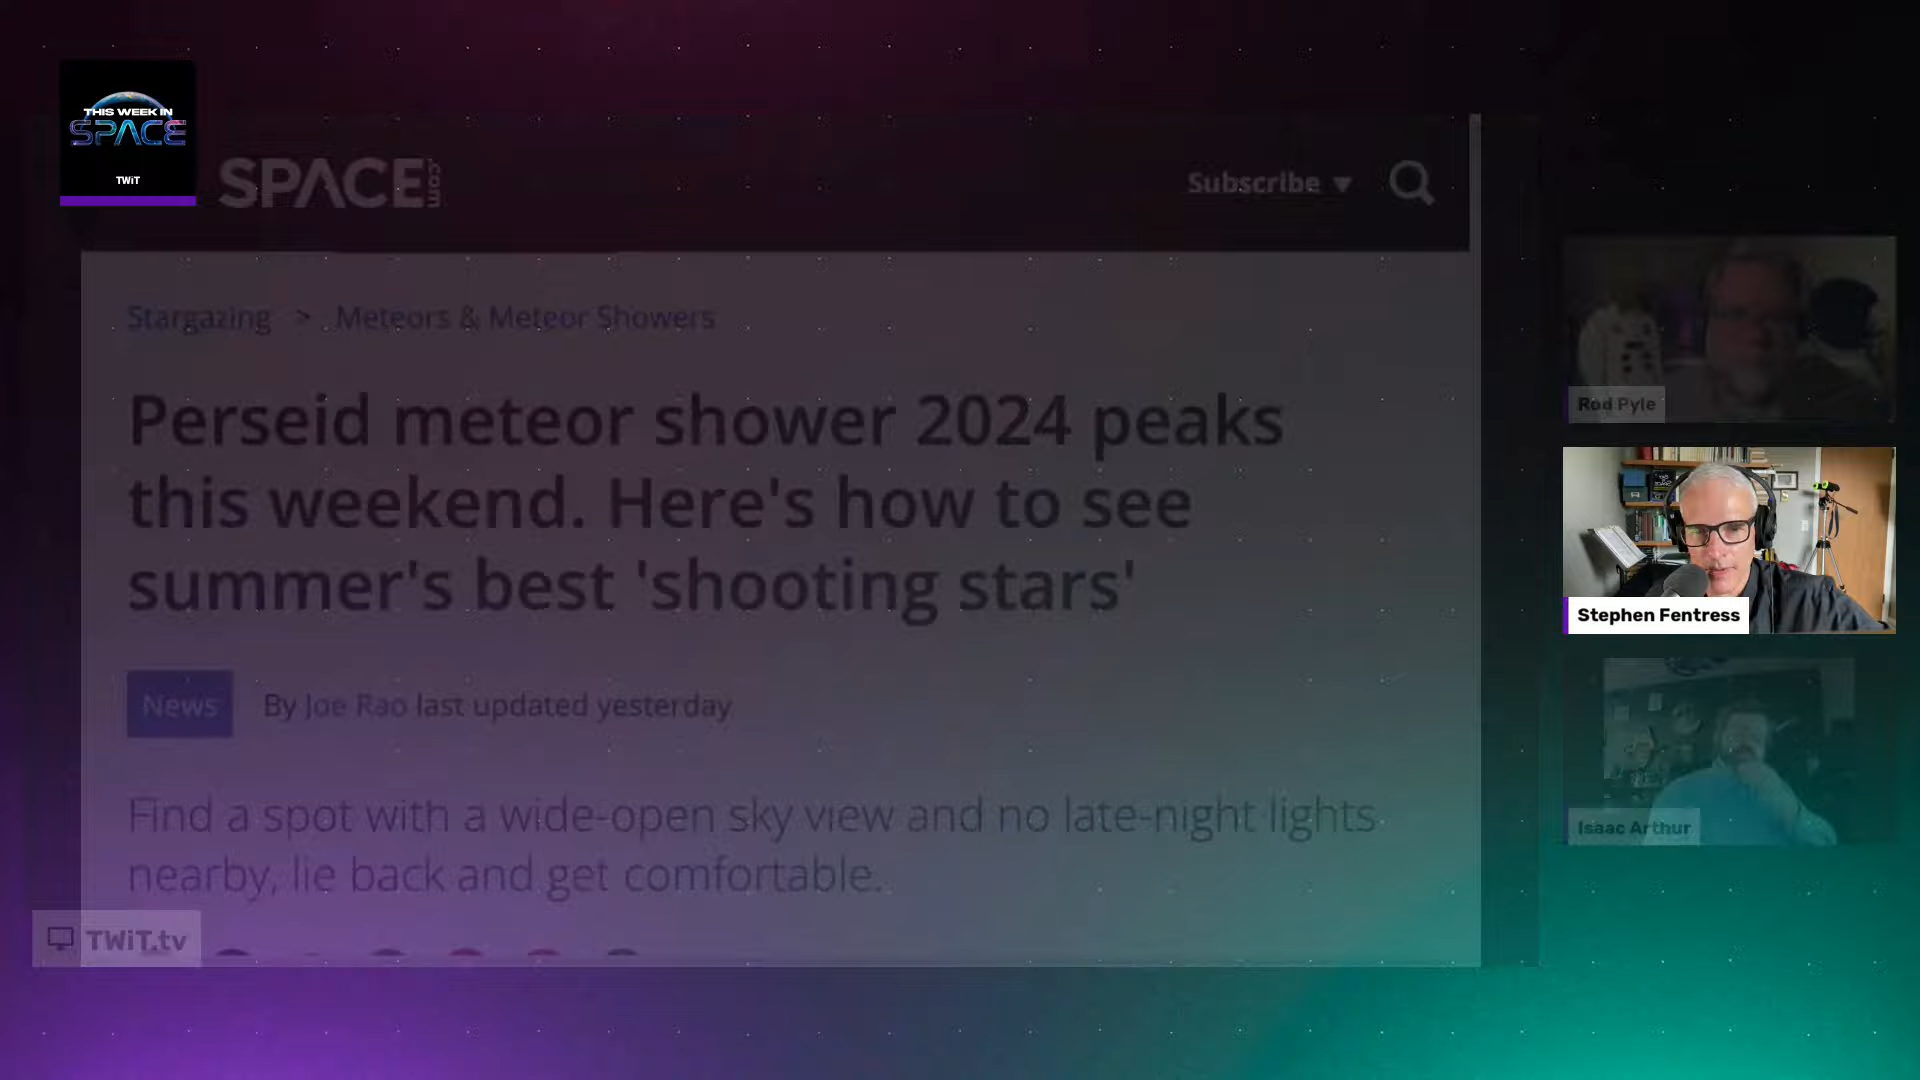 THIS WEEK IN
SPACE
TWiT
SPACE.com
Subscribe
Stargazing > Meteors & Meteor Showers
Perseid meteor shower 2024 peaks
this weekend. Here's how to see
summer's best 'shooting stars'
News
By Joe Rao last updated yesterday
Find a spot with a wide-open sky view and no late-night lights
nearby, lie back and get comfortable.
TWiT.tv
Rod Pyle
Stephen Fentress
Isaac Arthur